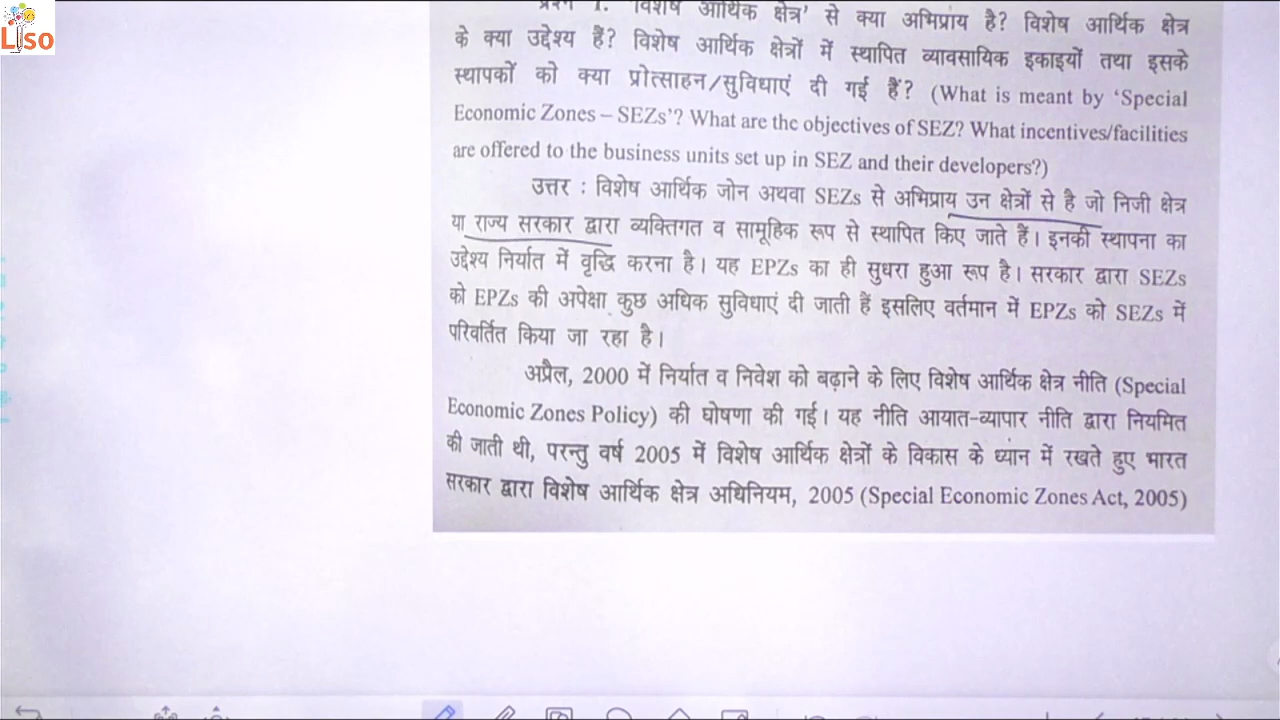 Liso
प्रश्न 1. 'विशेष आर्थिक क्षेत्र' से क्या अभिप्राय है? विशेष आर्थिक क्षेत्र
के क्या उद्देश्य हैं? विशेष आर्थिक क्षेत्रों में स्थापित व्यावसायिक इकाइयों तथा इसके
स्थापकों को क्या प्रोत्साहन/सुविधाएं दी गई हैं? (What is meant by 'Special
Economic Zones – SEZs'? What are the objectives of SEZ? What incentives/facilities
are offered to the business units set up in SEZ and their developers?)
उत्तर : विशेष आर्थिक जोन अथवा SEZs से अभिप्राय उन क्षेत्रों से है जो निजी क्षेत्र
या राज्य सरकार द्वारा व्यक्तिगत व सामूहिक रूप से स्थापित किए जाते हैं। इनकी स्थापना का
उद्देश्य निर्यात में वृद्धि करना है। यह EPZs का ही सुधरा हुआ रूप है। सरकार द्वारा SEZs
को EPZs की अपेक्षा कुछ अधिक सुविधाएं दी जाती हैं इसलिए वर्तमान में EPZs को SEZs में
परिवर्तित किया जा रहा है।
अप्रैल, 2000 में निर्यात व निवेश को बढ़ाने के लिए विशेष आर्थिक क्षेत्र नीति (Special
Economic Zones Policy) की घोषणा की गई। यह नीति आयात-व्यापार नीति द्वारा नियमित
की जाती थी, परन्तु वर्ष 2005 में विशेष आर्थिक क्षेत्रों के विकास के ध्यान में रखते हुए भारत
सरकार द्वारा विशेष आर्थिक क्षेत्र अधिनियम, 2005 (Special Economic Zones Act, 2005)